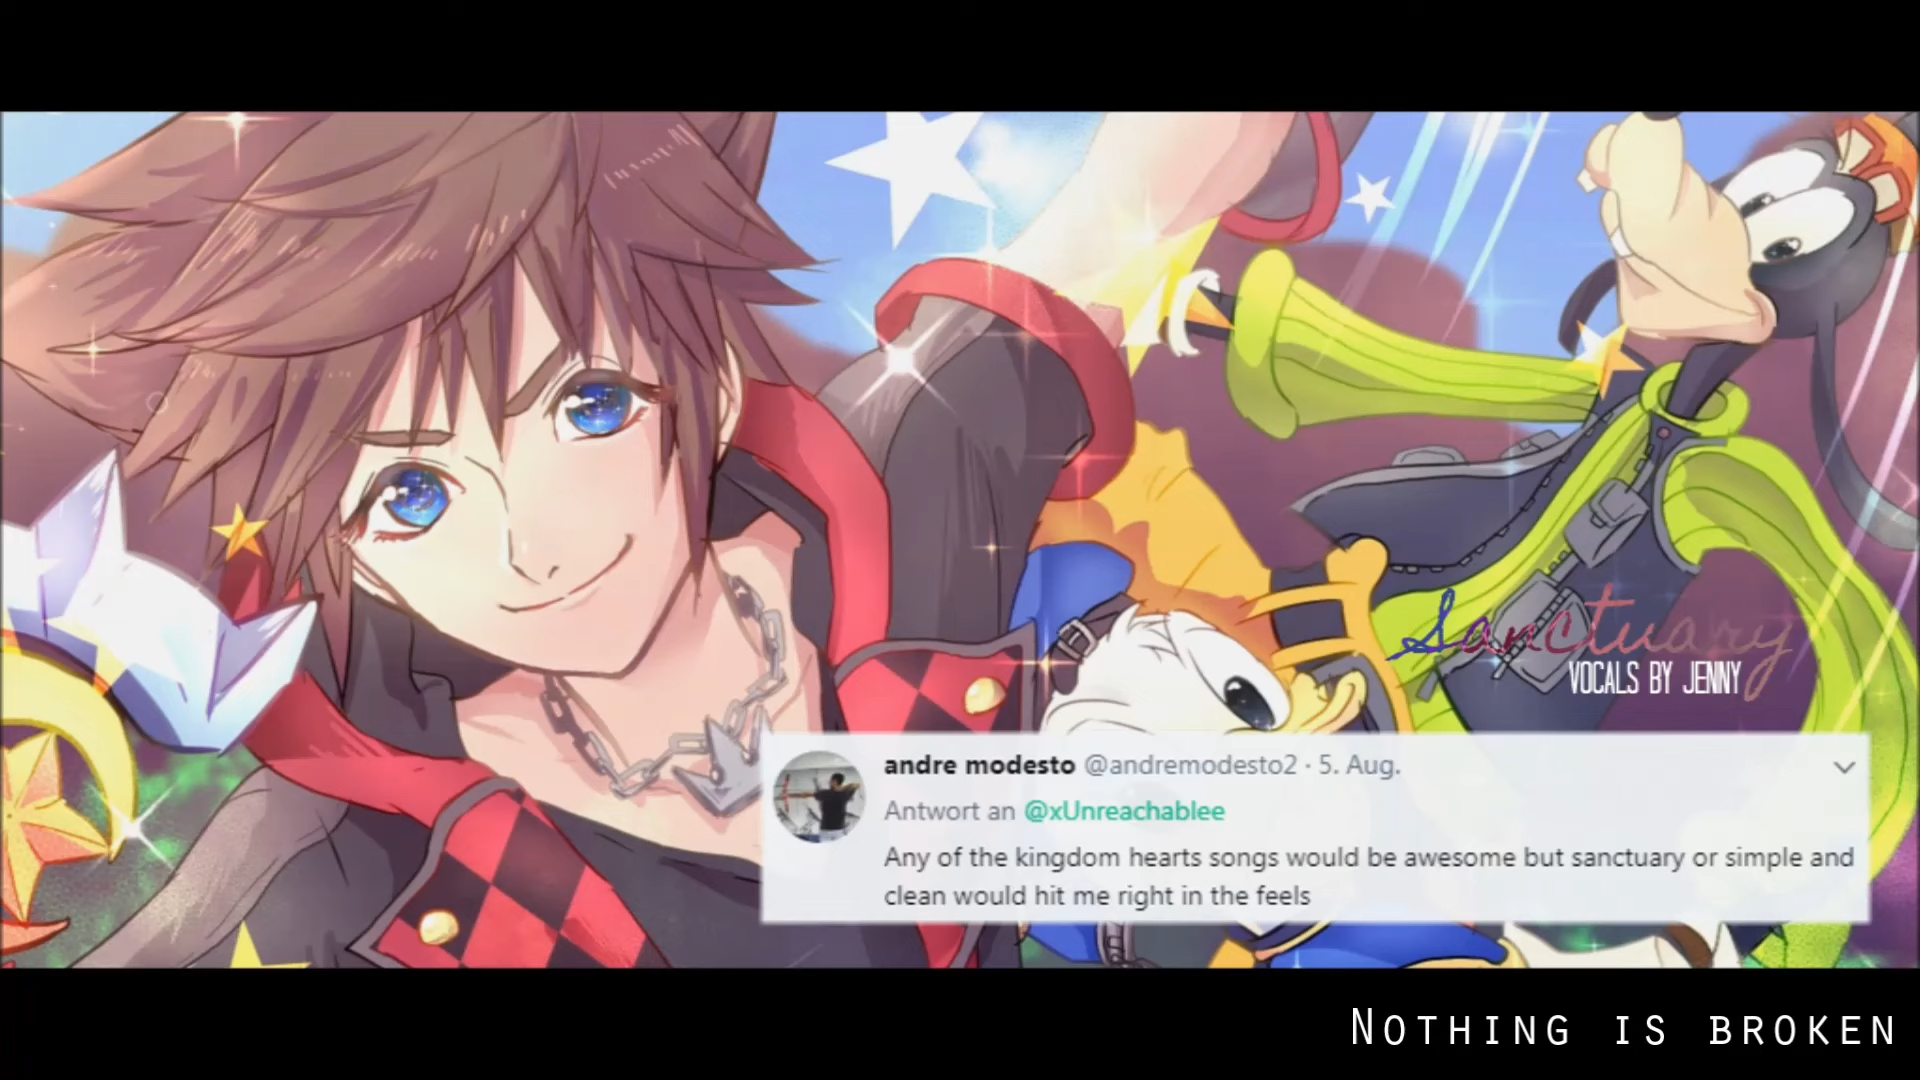 Sanctuary
VOCALS BY JENNY
andre modesto @andremodesto2 · 5. Aug.
Antwort an @xUnreachablee
Any of the kingdom hearts songs would be awesome but sanctuary or simple and
clean would hit me right in the feels
NOTHING IS BROKEN